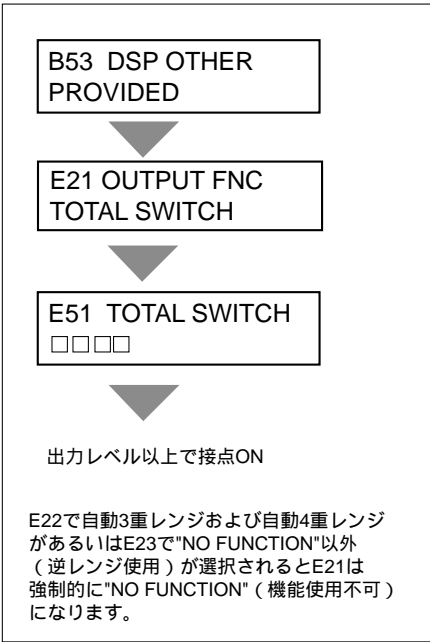 B53 DSP OTHER
PROVIDED
E21 OUTPUT FNC
TOTAL SWITCH
E51 TOTAL SWITCH
□□□□
出力レベル以上で接点ON
E22で自動3重レンジおよび自動4重レンジ
があるいはE23で"NO FUNCTION"以外
(逆レンジ使用)が選択されるとE21は
強制的に"NO FUNCTION"(機能使用不可)
になります。